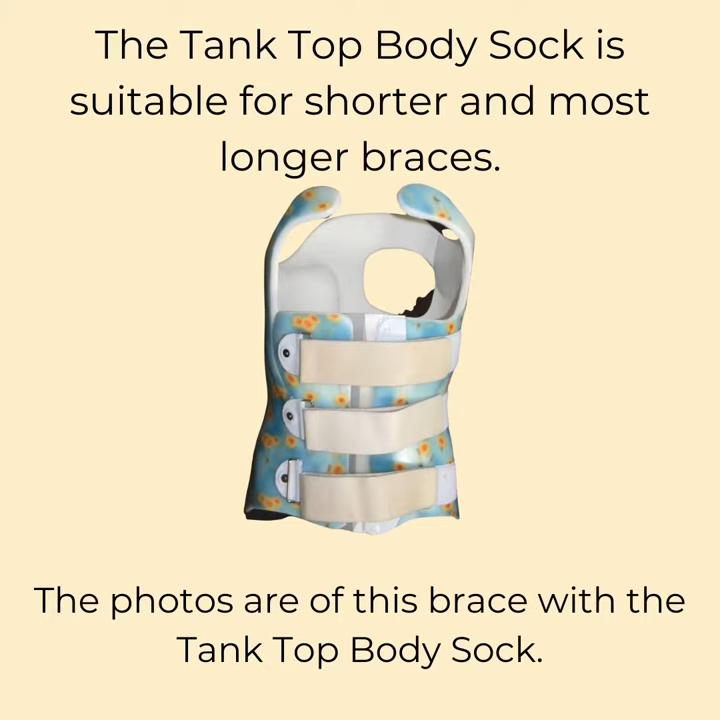 The Tank Top Body Sock is
suitable for shorter and most
longer braces.
The photos are of this brace with the
Tank Top Body Sock.